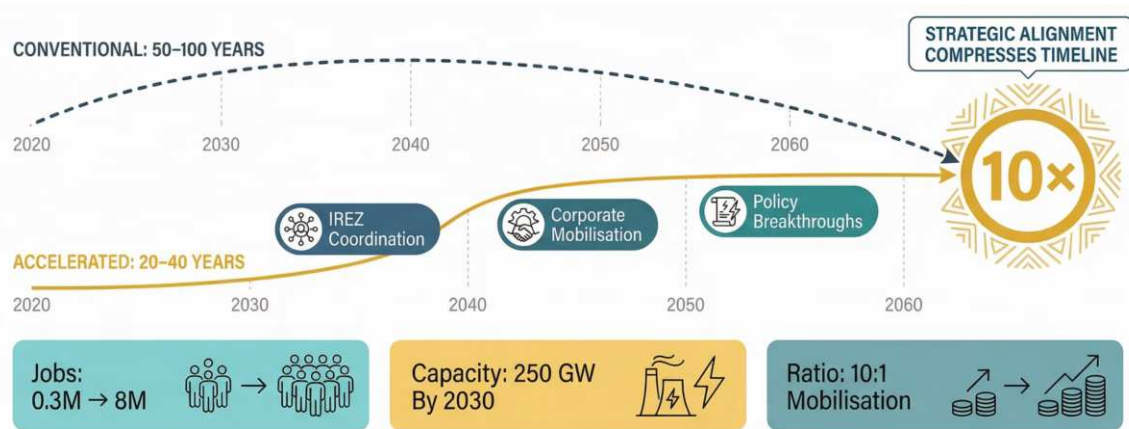 CONVENTIONAL: 50–100 YEARS
STRATEGIC ALIGNMENT
COMPRESSES TIMELINE
2020
2030
2040
2050
2060
10×
IREZ
Coordination
Corporate
Mobilisation
Policy
Breakthroughs
ACCELERATED: 20–40 YEARS
2020
2030
2040
2050
2060
Jobs:
0.3M → 8M
Capacity: 250 GW
By 2030
Ratio: 10:1
Mobilisation